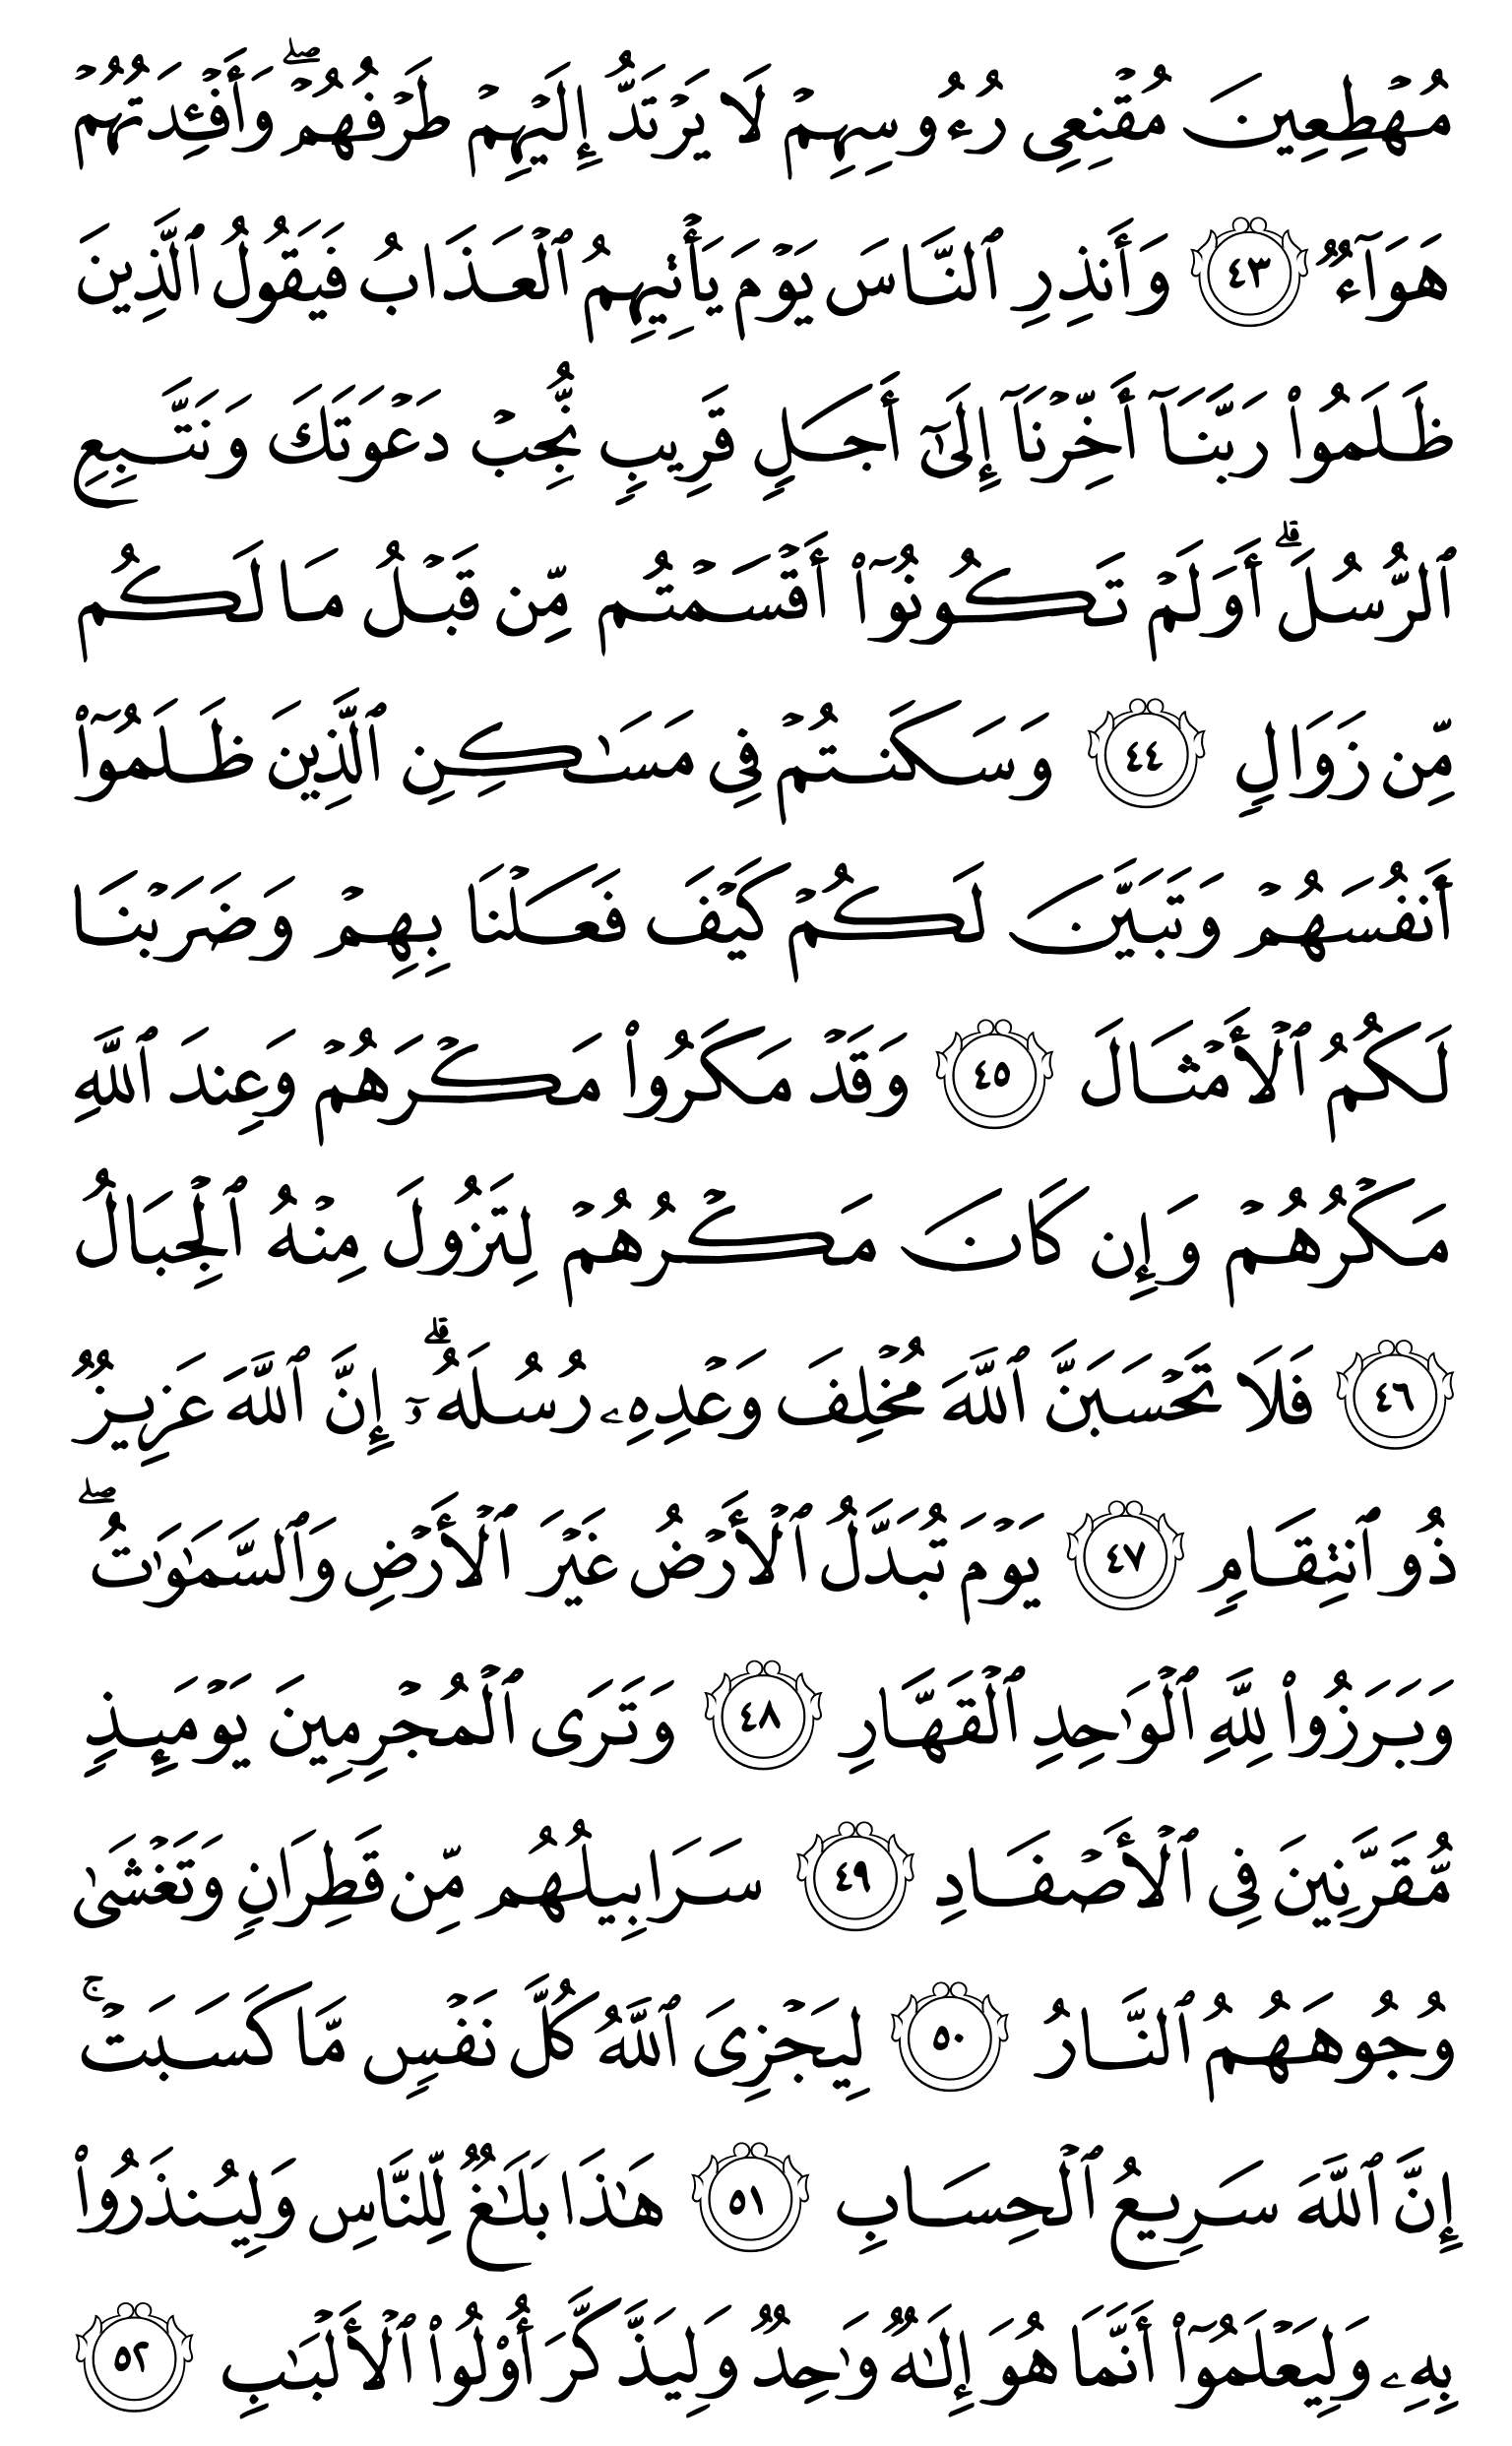 مُهۡطِعِينَ مُقۡنِعِي رُءُوسِهِمۡ لَا يَرۡتَدُّ إِلَيۡهِمۡ طَرۡفُهُمۡۖ وَأَفۡـِٔدَتُهُمۡ
هَوَآءٞ ٤٣ وَأَنذِرِ ٱلنَّاسَ يَوۡمَ يَأۡتِيهِمُ ٱلۡعَذَابُ فَيَقُولُ ٱلَّذِينَ
ظَلَمُواْ رَبَّنَآ أَخِّرۡنَآ إِلَىٰٓ أَجَلٖ قَرِيبٖ نُّجِبۡ دَعۡوَتَكَ وَنَتَّبِعِ
ٱلرُّسُلَۗ أَوَلَمۡ تَكُونُوٓاْ أَقۡسَمۡتُم مِّن قَبۡلُ مَا لَكُم
مِّن زَوَالٖ ٤٤ وَسَكَنتُمۡ فِي مَسَٰكِنِ ٱلَّذِينَ ظَلَمُوٓاْ
أَنفُسَهُمۡ وَتَبَيَّنَ لَكُمۡ كَيۡفَ فَعَلۡنَا بِهِمۡ وَضَرَبۡنَا
لَكُمُ ٱلۡأَمۡثَالَ ٤٥ وَقَدۡ مَكَرُواْ مَكۡرَهُمۡ وَعِندَ ٱللَّهِ
مَكۡرُهُمۡ وَإِن كَانَ مَكۡرُهُمۡ لِتَزُولَ مِنۡهُ ٱلۡجِبَالُ
٤٦ فَلَا تَحۡسَبَنَّ ٱللَّهَ مُخۡلِفَ وَعۡدِهِۦ رُسُلَهُۥٓۗ إِنَّ ٱللَّهَ عَزِيزٞ
ذُو ٱنتِقَامٖ ٤٧ يَوۡمَ تُبَدَّلُ ٱلۡأَرۡضُ غَيۡرَ ٱلۡأَرۡضِ وَٱلسَّمَٰوَٰتُۖ
وَبَرَزُواْ لِلَّهِ ٱلۡوَٰحِدِ ٱلۡقَهَّارِ ٤٨ وَتَرَى ٱلۡمُجۡرِمِينَ يَوۡمَئِذٖ
مُّقَرَّنِينَ فِي ٱلۡأَصۡفَادِ ٤٩ سَرَابِيلُهُم مِّن قَطِرَانٖ وَتَغۡشَىٰ
وُجُوهَهُمُ ٱلنَّارُ ٥٠ لِيَجۡزِيَ ٱللَّهُ كُلَّ نَفۡسٖ مَّا كَسَبَتۡۚ
إِنَّ ٱللَّهَ سَرِيعُ ٱلۡحِسَابِ ٥١ هَٰذَا بَلَٰغٞ لِّلنَّاسِ وَلِيُنذَرُواْ
بِهِۦ وَلِيَعۡلَمُوٓاْ أَنَّمَا هُوَ إِلَٰهٞ وَٰحِدٞ وَلِيَذَّكَّرَ أُوْلُواْ ٱلۡأَلۡبَٰبِ ٥٢